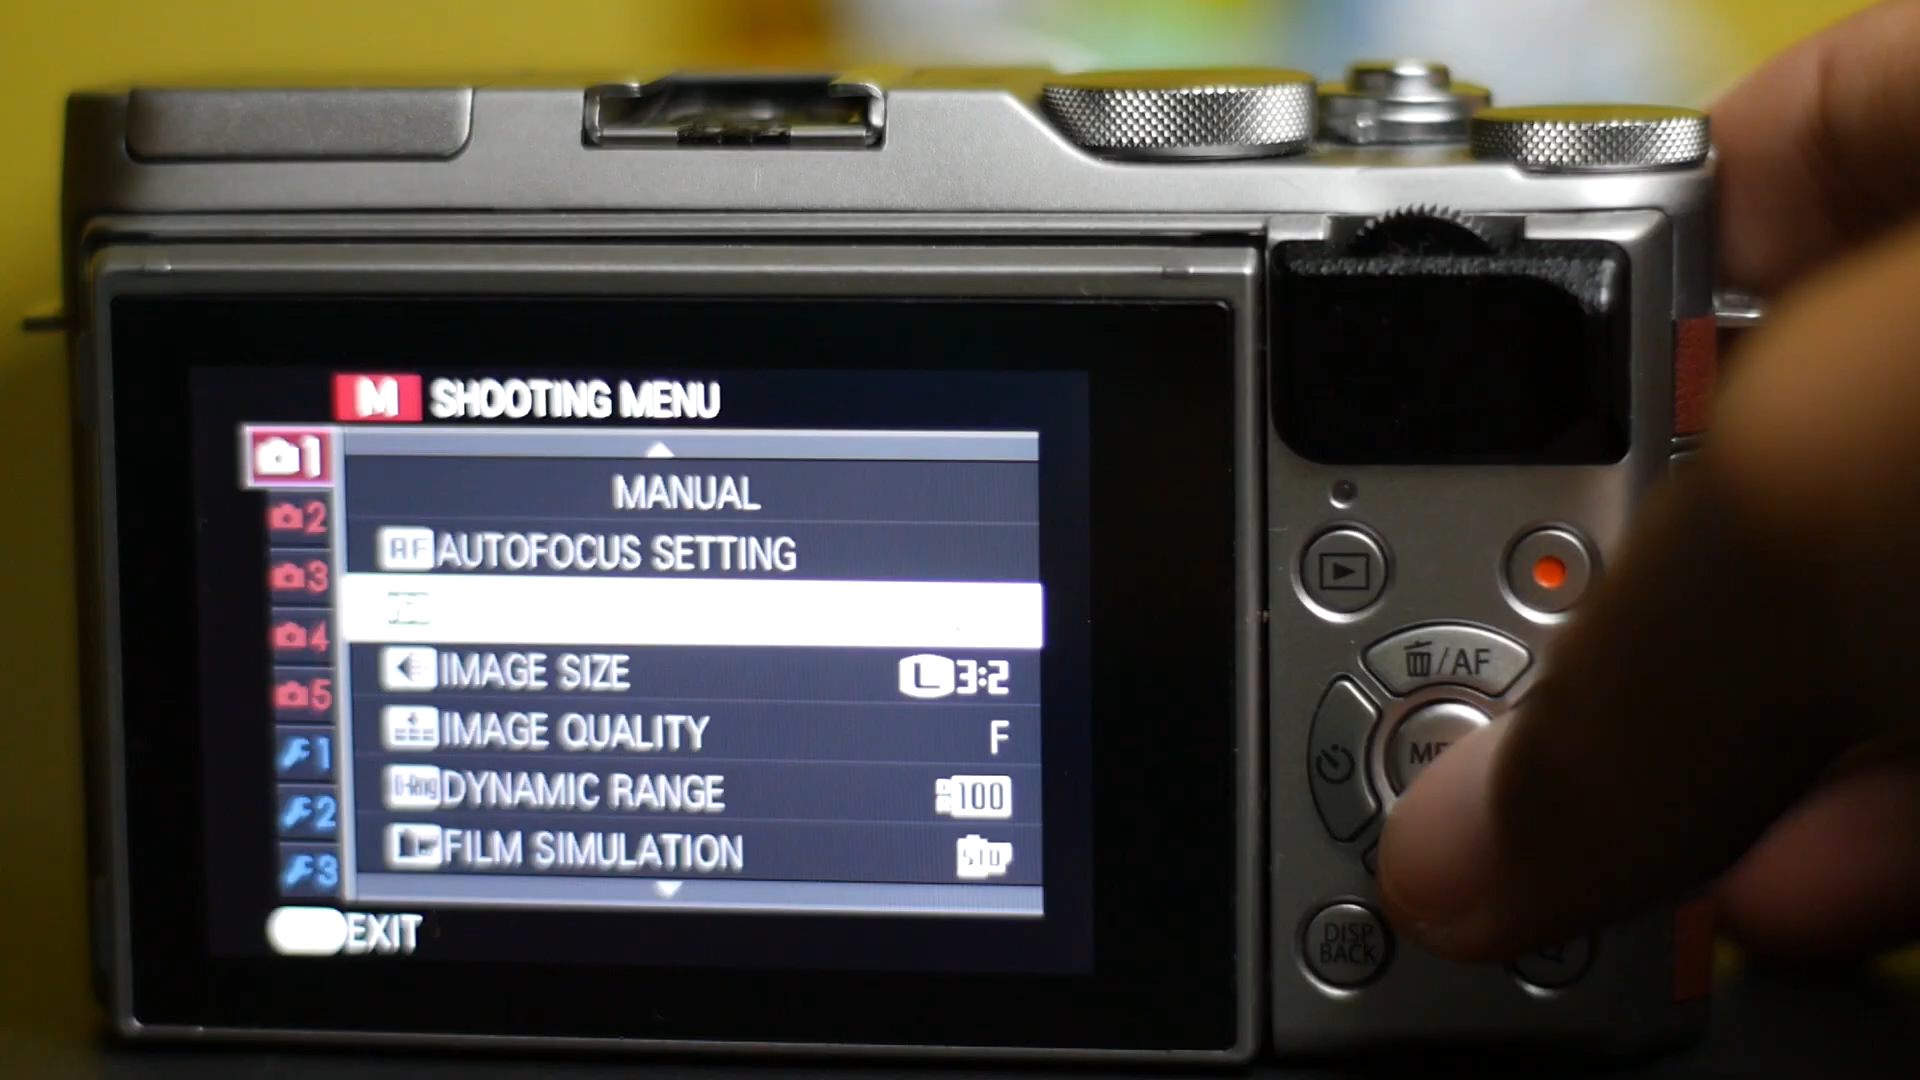 M SHOOTING MENU
1
MANUAL
AF AUTOFOCUS SETTING
2
3
IMAGE SIZE L 3:2
4
IMAGE QUALITY F
5
1
DYNAMIC RANGE 100
2
FILM SIMULATION STD
3
EXIT
/AF
DISP
BACK